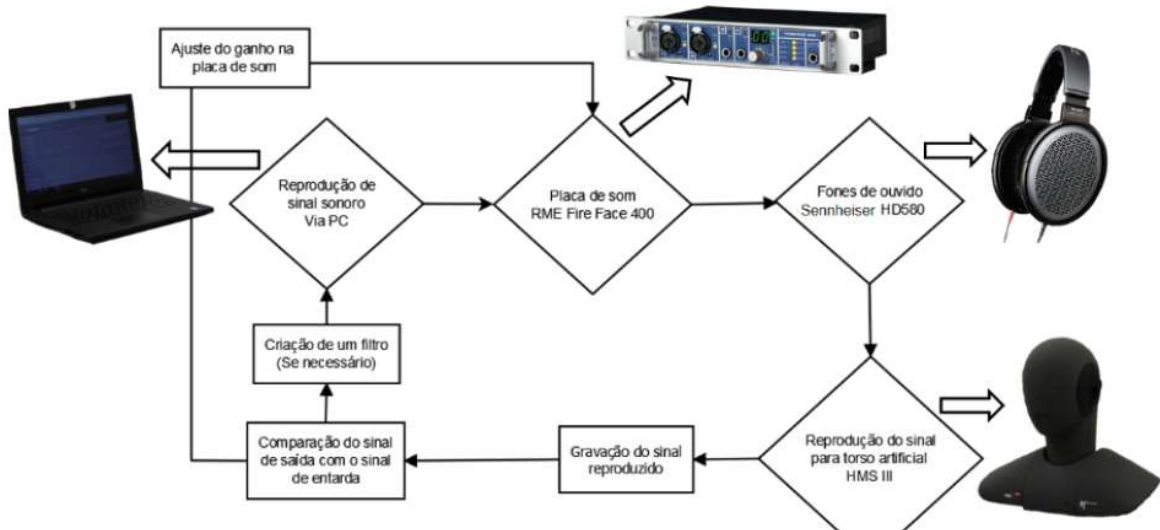 Ajuste do ganho na
placa de som
Reprodução de
sinal sonoro
Via PC
Placa de som
RME Fire Face 400
Fones de ouvido
Sennheiser HD580
Criação de um filtro
(Se necessário)
Comparação do sinal
de saída com o sinal
de entarda
Gravação do sinal
reproduzido
Reprodução do sinal
para torso artificial
HMS III